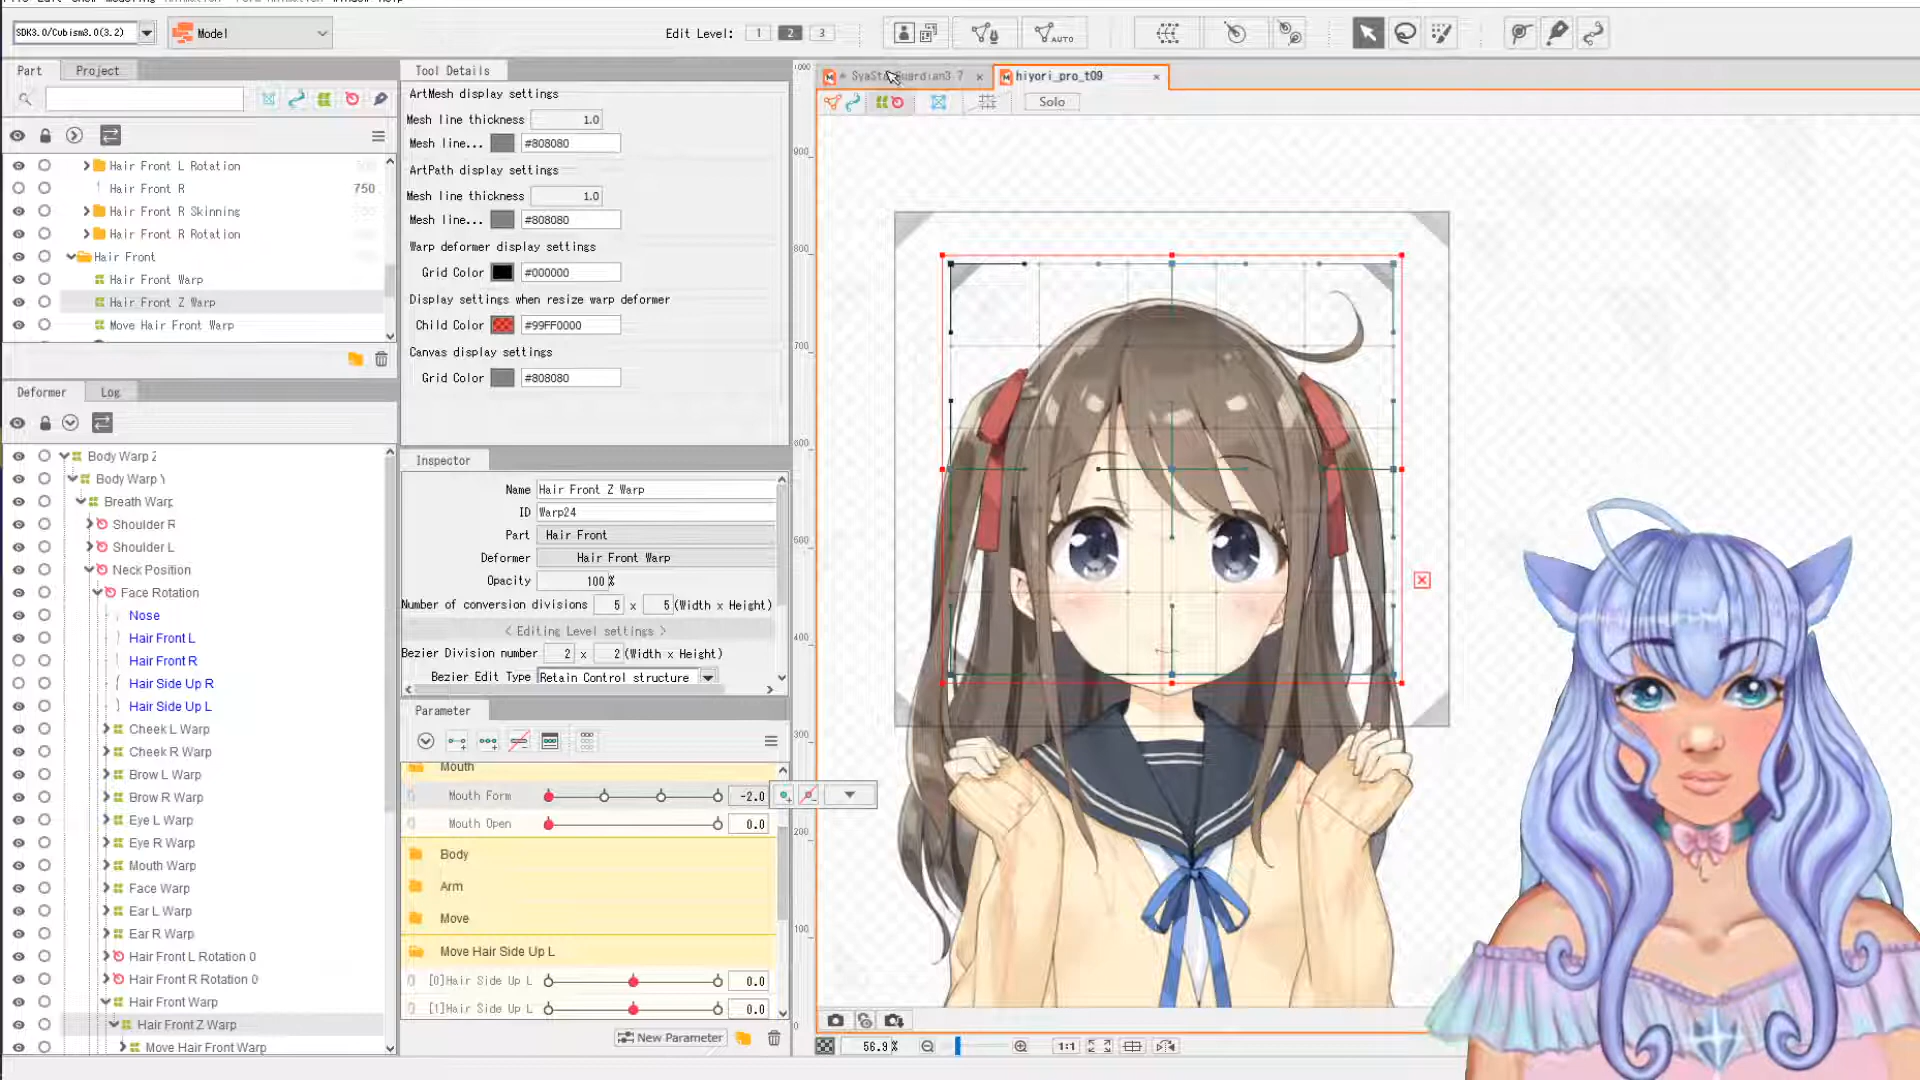 SDK3.0/Cubism3.0(3.2)
Model
Edit Level: 1 2 3
AUTO
Part
Project
Hair Front L Rotation
Hair Front R 750
Hair Front R Skinning
Hair Front R Rotation
Hair Front
Hair Front Warp
Hair Front Z Warp
Move Hair Front Warp
Deformer
Log
Body Warp Z
Body Warp Y
Breath Warp
Shoulder R
Shoulder L
Neck Position
Face Rotation
Nose
Hair Front L
Hair Front R
Hair Side Up R
Hair Side Up L
Cheek L Warp
Cheek R Warp
Brow L Warp
Brow R Warp
Eye L Warp
Eye R Warp
Mouth Warp
Face Warp
Ear L Warp
Ear R Warp
Hair Front L Rotation 0
Hair Front R Rotation 0
Hair Front Warp
Hair Front Z Warp
Move Hair Front Warp
Tool Details
ArtMesh display settings
Mesh line thickness 1.0
Mesh line... #808080
ArtPath display settings
Mesh line thickness 1.0
Mesh line... #808080
Warp deformer display settings
Grid Color #000000
Display settings when resize warp deformer
Child Color #99FF0000
Canvas display settings
Grid Color #808080
Inspector
Name Hair Front Z Warp
ID Warp24
Part Hair Front
Deformer Hair Front Warp
Opacity 100 %
Number of conversion divisions 5 x 5 (Width x Height)
< Editing Level settings >
Bezier Division number 2 x 2 (Width x Height)
Bezier Edit Type Retain Control structure
Parameter
Mouth
Mouth Form -2.0
Mouth Open 0.0
Body
Arm
Move
Move Hair Side Up L
[0]Hair Side Up L 0.0
[1]Hair Side Up L 0.0
New Parameter
hiyori_pro_t09
Solo
900
800
700
600
500
400
300
200
100
0
56.9 %
1:1